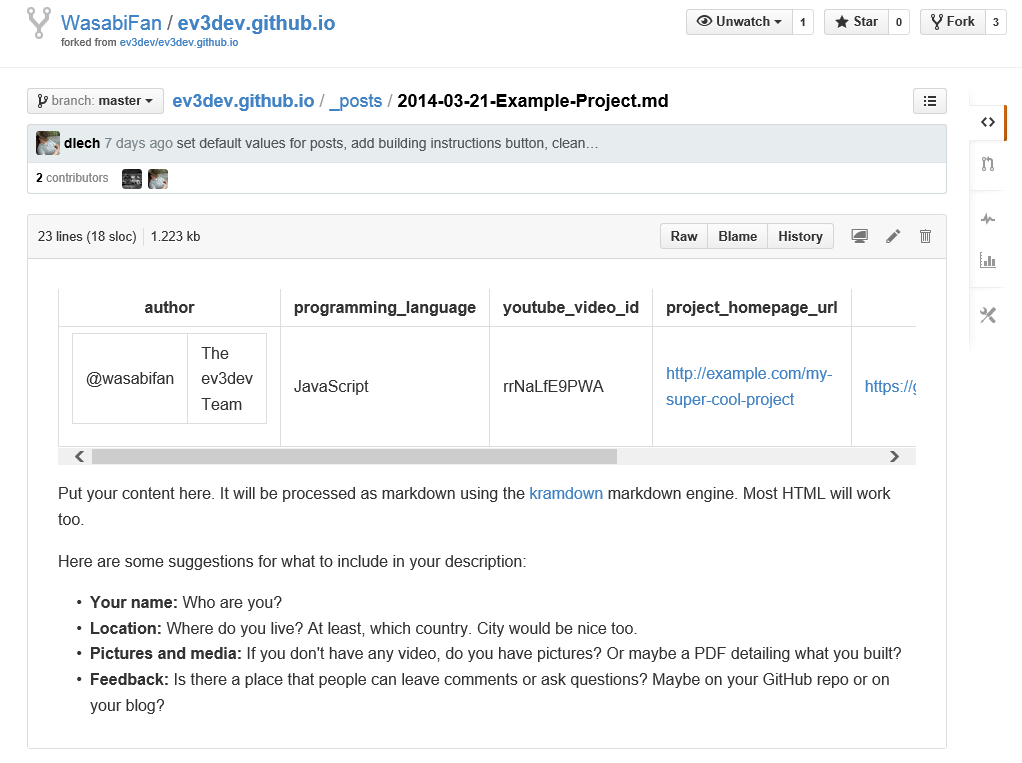 WasabiFan / ev3dev.github.io
forked from ev3dev/ev3dev.github.io
Unwatch 1 Star 0 Fork 3
branch: master ev3dev.github.io / _posts / 2014-03-21-Example-Project.md
dlech 7 days ago set default values for posts, add building instructions button, clean…
2 contributors
23 lines (18 sloc) 1.223 kb Raw Blame History
author programming_language youtube_video_id project_homepage_url
@wasabifan The ev3dev Team JavaScript rrNaLfE9PWA http://example.com/my-super-cool-project https://g
Put your content here. It will be processed as markdown using the kramdown markdown engine. Most HTML will work
too.
Here are some suggestions for what to include in your description:
• Your name: Who are you?
• Location: Where do you live? At least, which country. City would be nice too.
• Pictures and media: If you don't have any video, do you have pictures? Or maybe a PDF detailing what you built?
• Feedback: Is there a place that people can leave comments or ask questions? Maybe on your GitHub repo or on
your blog?